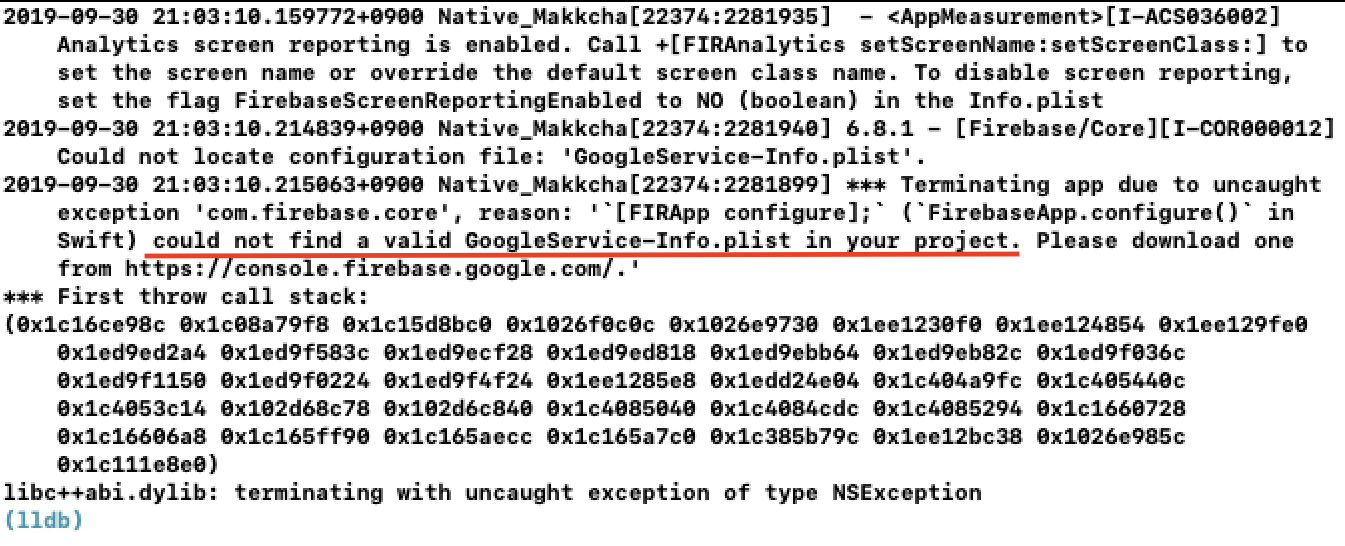 2019-09-30 21:03:10.159772+0900 Native_Makkcha[22374:2281935]  - <AppMeasurement>[I-ACS036002]
Analytics screen reporting is enabled. Call +[FIRAnalytics setScreenName:setScreenClass:] to
set the screen name or override the default screen class name. To disable screen reporting,
set the flag FirebaseScreenReportingEnabled to NO (boolean) in the Info.plist
2019-09-30 21:03:10.214839+0900 Native_Makkcha[22374:2281940] 6.8.1 - [Firebase/Core][I-COR000012]
Could not locate configuration file: 'GoogleService-Info.plist'.
2019-09-30 21:03:10.215063+0900 Native_Makkcha[22374:2281899] *** Terminating app due to uncaught
exception 'com.firebase.core', reason: '`[FIRApp configure];` (`FirebaseApp.configure()` in
Swift) could not find a valid GoogleService-Info.plist in your project. Please download one
from https://console.firebase.google.com/.'
*** First throw call stack:
(0x1c16ce98c 0x1c08a79f8 0x1c15d8bc0 0x1026f0c0c 0x1026e9730 0x1ee1230f0 0x1ee124854 0x1ee129fe0
0x1ed9ed2a4 0x1ed9f583c 0x1ed9ecf28 0x1ed9ed818 0x1ed9ebb64 0x1ed9eb82c 0x1ed9f036c
0x1ed9f1150 0x1ed9f0224 0x1ed9f4f24 0x1ee1285e8 0x1edd24e04 0x1c404a9fc 0x1c405440c
0x1c4053c14 0x102d68c78 0x102d6c840 0x1c4085040 0x1c4084cdc 0x1c4085294 0x1c1660728
0x1c16606a8 0x1c165ff90 0x1c165aecc 0x1c165a7c0 0x1c385b79c 0x1ee12bc38 0x1026e985c
0x1c111e8e0)
libc++abi.dylib: terminating with uncaught exception of type NSException
(lldb)